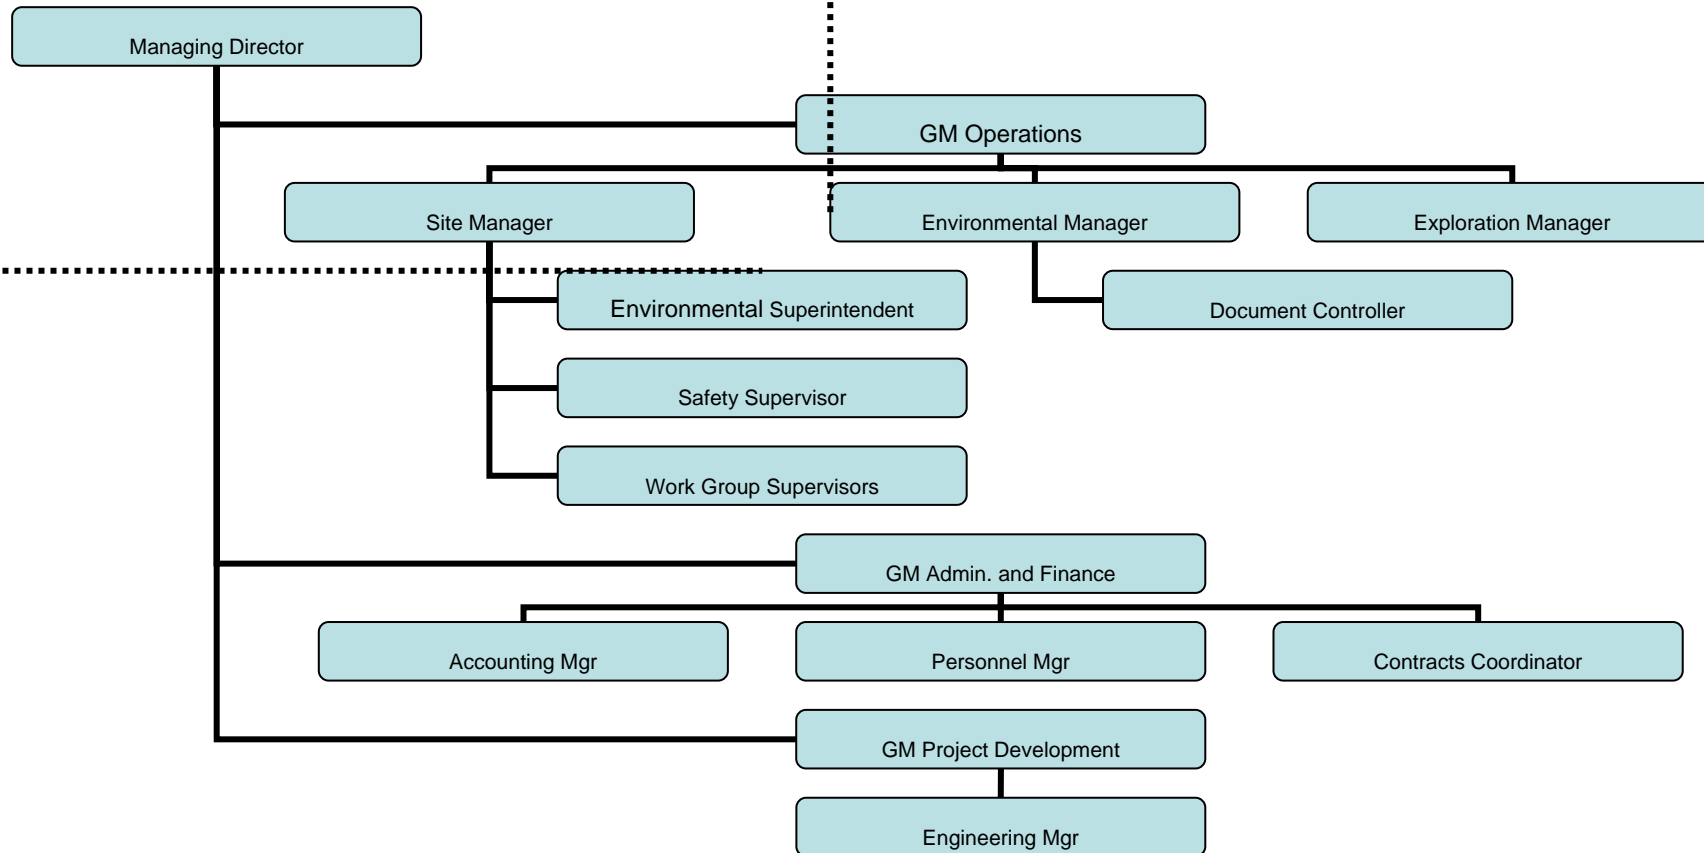 Managing Director
GM Operations
Site Manager
Environmental Manager
Exploration Manager
Environmental Superintendent
Document Controller
Safety Supervisor
Work Group Supervisors
GM Admin. and Finance
Accounting Mgr
Personnel Mgr
Contracts Coordinator
GM Project Development
Engineering Mgr